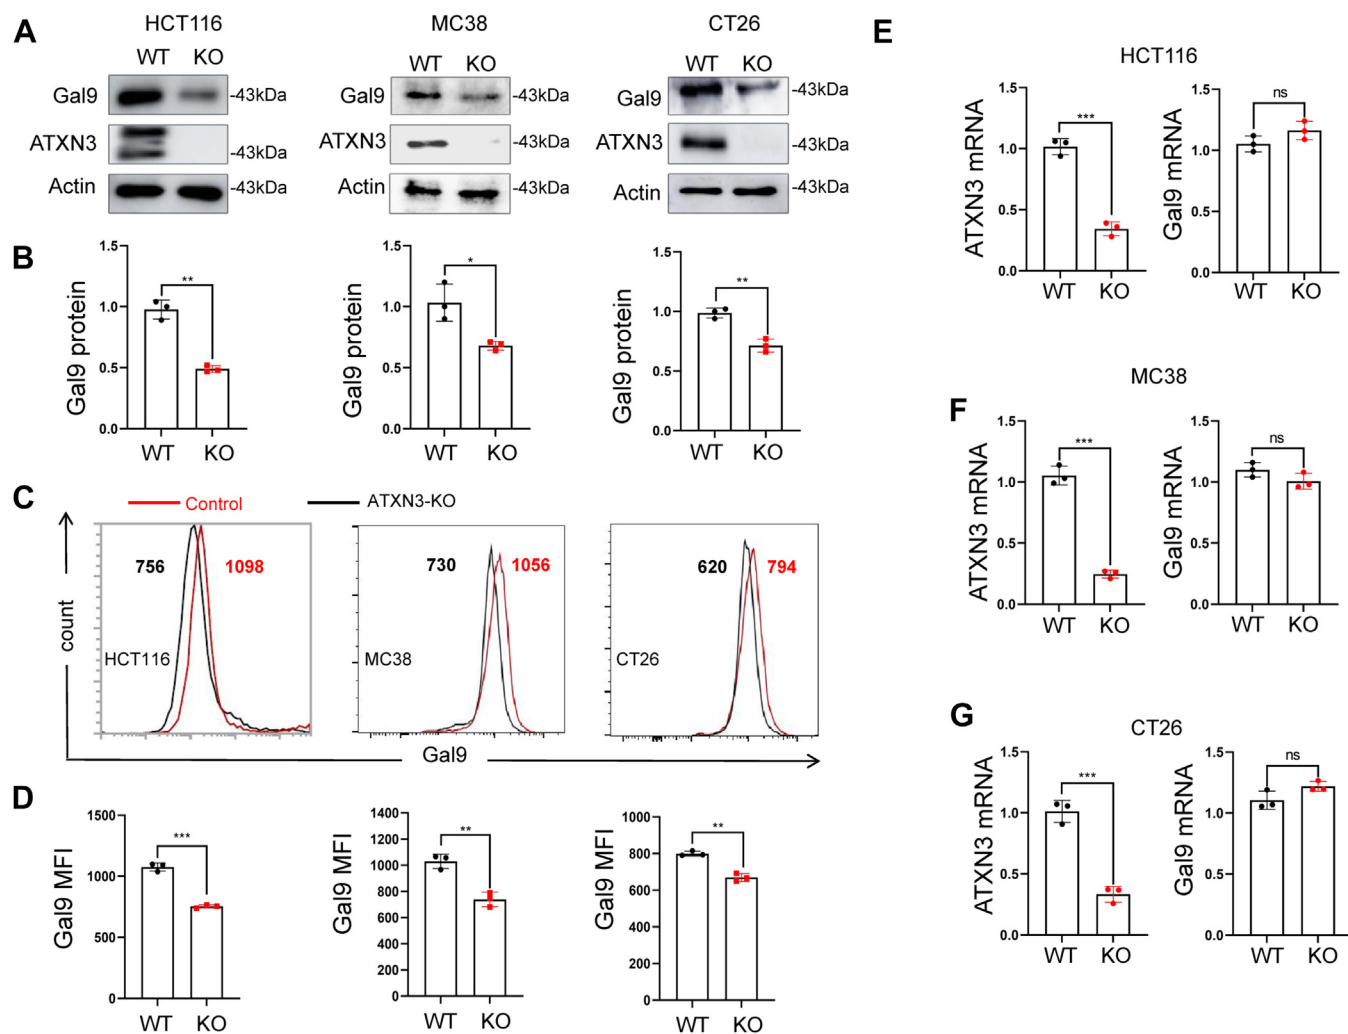 A
HCT116
WT KO
Gal9
-43kDa
ATXN3
-43kDa
Actin
-43kDa
MC38
WT KO
Gal9
-43kDa
ATXN3
-43kDa
Actin
-43kDa
CT26
WT KO
Gal9
-43kDa
ATXN3
-43kDa
Actin
-43kDa
B
Gal9 protein
1.5
1.0
0.5
0.0
**
WT KO
Gal9 protein
1.5
1.0
0.5
0.0
*
WT KO
Gal9 protein
1.5
1.0
0.5
0.0
**
WT KO
C
Control
ATXN3-KO
count
756 1098
HCT116
730 1056
MC38
620 794
CT26
Gal9
D
Gal9 MFI
1500
1000
500
0
***
WT KO
Gal9 MFI
1400
1200
1000
800
600
400
200
0
**
WT KO
Gal9 MFI
1000
800
600
400
200
0
**
WT KO
E
HCT116
ATXN3 mRNA
1.5
1.0
0.5
0.0
***
WT KO
Gal9 mRNA
1.5
1.0
0.5
0.0
ns
WT KO
MC38
F
ATXN3 mRNA
1.5
1.0
0.5
0.0
***
WT KO
Gal9 mRNA
1.5
1.0
0.5
0.0
ns
WT KO
G
CT26
ATXN3 mRNA
1.5
1.0
0.5
0.0
***
WT KO
Gal9 mRNA
1.5
1.0
0.5
0.0
ns
WT KO